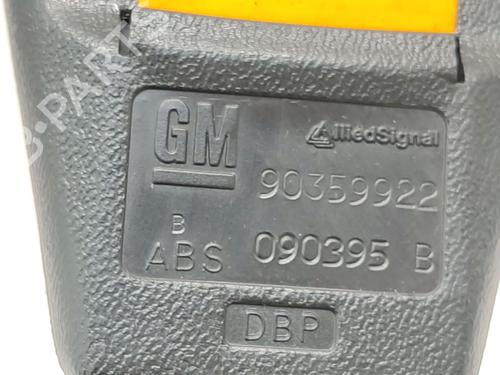 GM AlliedSignal
90359922
B
ABS 090395 B
DBP
B-PARTS